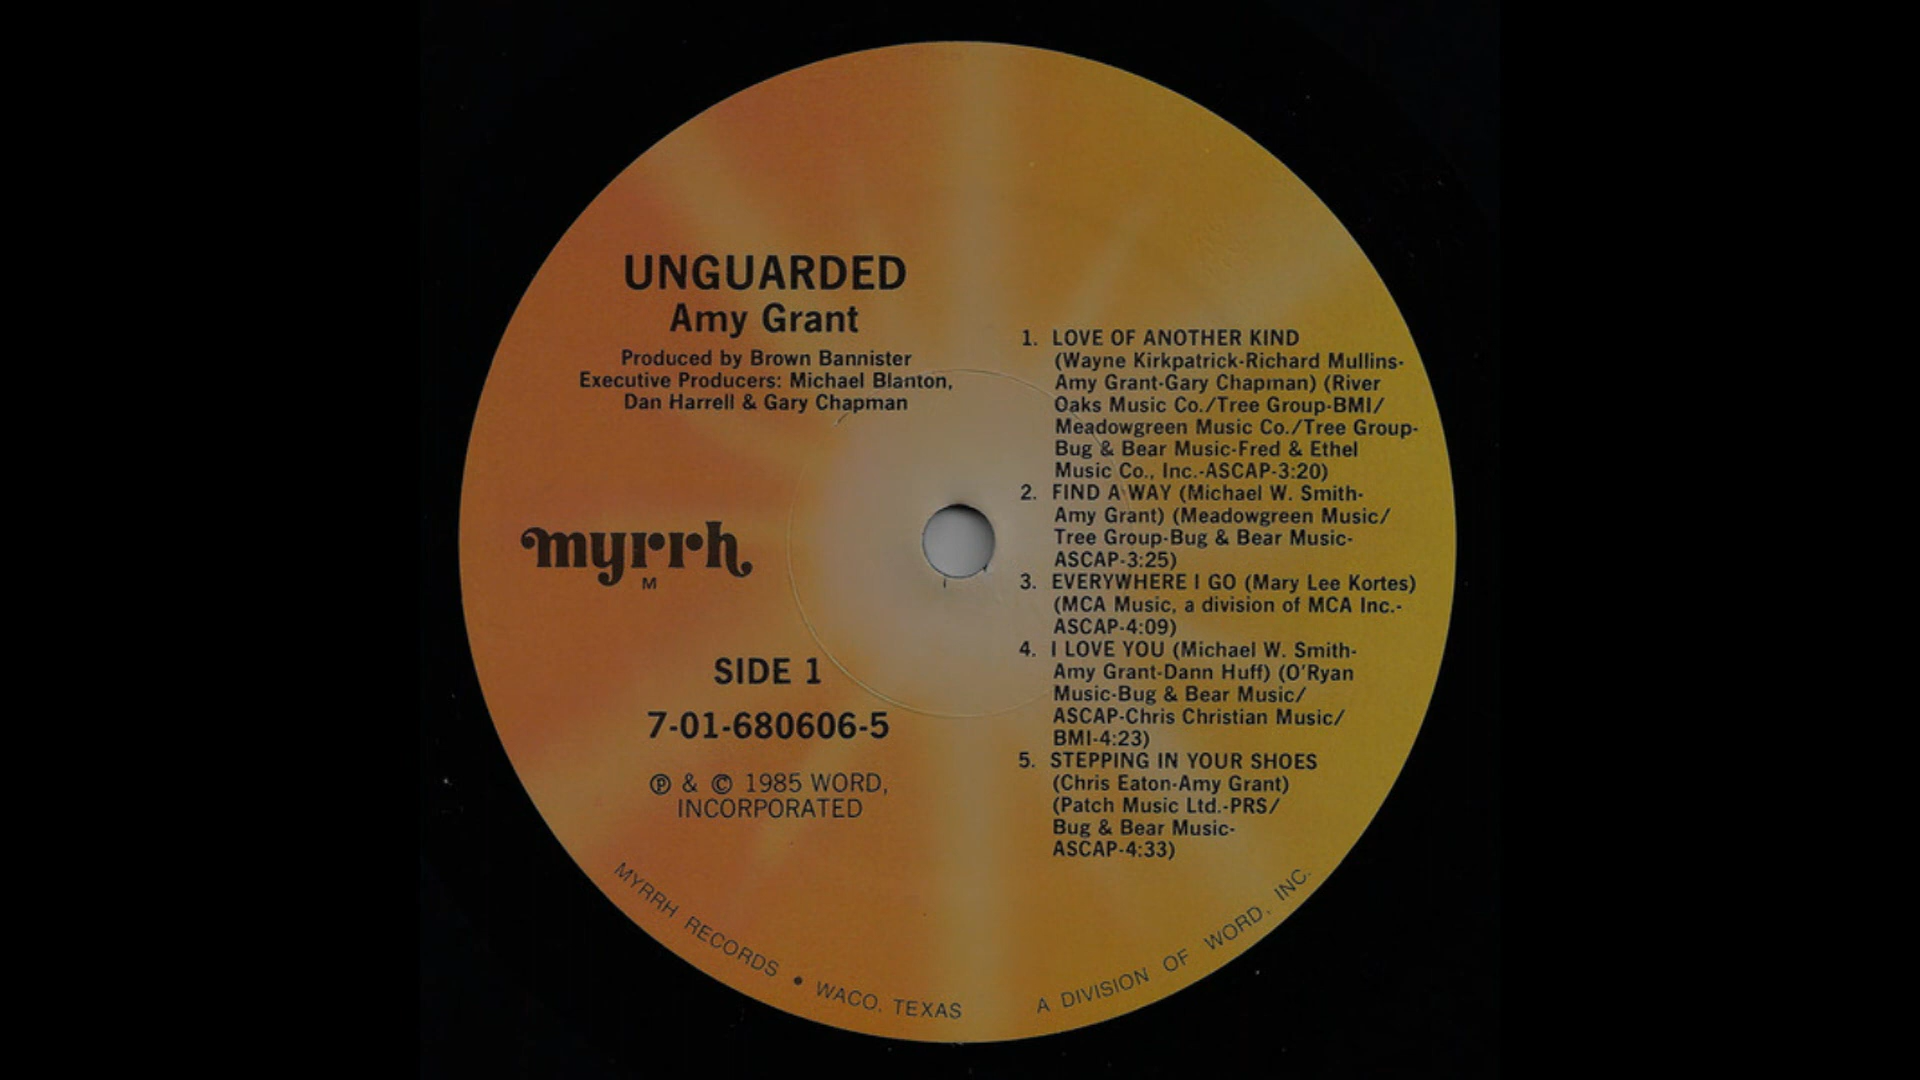 UNGUARDED
Amy Grant
Produced by Brown Bannister
Executive Producers: Michael Blanton,
Dan Harrell & Gary Chapman
myrrh
M
SIDE 1
7-01-680606-5
Ⓟ & © 1985 WORD,
INCORPORATED
1. LOVE OF ANOTHER KIND
(Wayne Kirkpatrick-Richard Mullins-
Amy Grant-Gary Chapman) (River
Oaks Music Co./Tree Group-BMI/
Meadowgreen Music Co./Tree Group-
Bug & Bear Music-Fred & Ethel
Music Co., Inc.-ASCAP-3:20)
2. FIND A WAY (Michael W. Smith-
Amy Grant) (Meadowgreen Music/
Tree Group-Bug & Bear Music-
ASCAP-3:25)
3. EVERYWHERE I GO (Mary Lee Kortes)
(MCA Music, a division of MCA Inc.-
ASCAP-4:09)
4. I LOVE YOU (Michael W. Smith-
Amy Grant-Dann Huff) (O'Ryan
Music-Bug & Bear Music/
ASCAP-Chris Christian Music/
BMI-4:23)
5. STEPPING IN YOUR SHOES
(Chris Eaton-Amy Grant)
(Patch Music Ltd.-PRS/
Bug & Bear Music-
ASCAP-4:33)
MYRRH RECORDS • WACO, TEXAS A DIVISION OF WORD, INC.